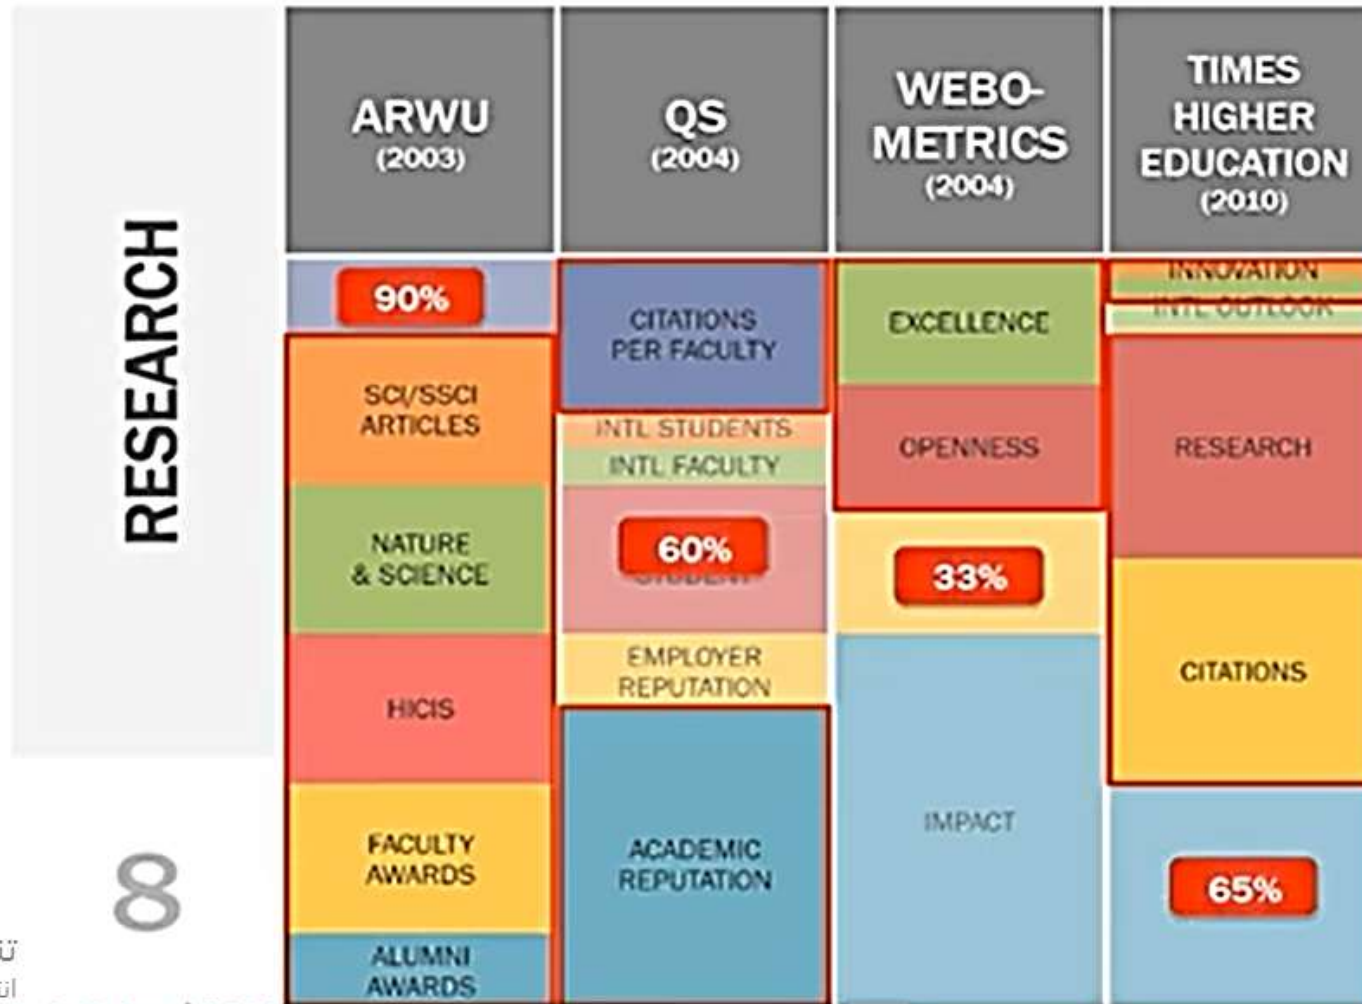 RESEARCH
8
ARWU
(2003)
90%
SCI/SSCI
ARTICLES
NATURE
& SCIENCE
HICIS
FACULTY
AWARDS
ALUMNI
AWARDS
QS
(2004)
CITATIONS
PER FACULTY
INTL STUDENTS
INTL FACULTY
60%
STUDENT
EMPLOYER
REPUTATION
ACADEMIC
REPUTATION
WEBO-
METRICS
(2004)
EXCELLENCE
OPENNESS
33%
IMPACT
TIMES
HIGHER
EDUCATION
(2010)
INNOVATION
INTL OUTLOOK
RESEARCH
CITATIONS
65%